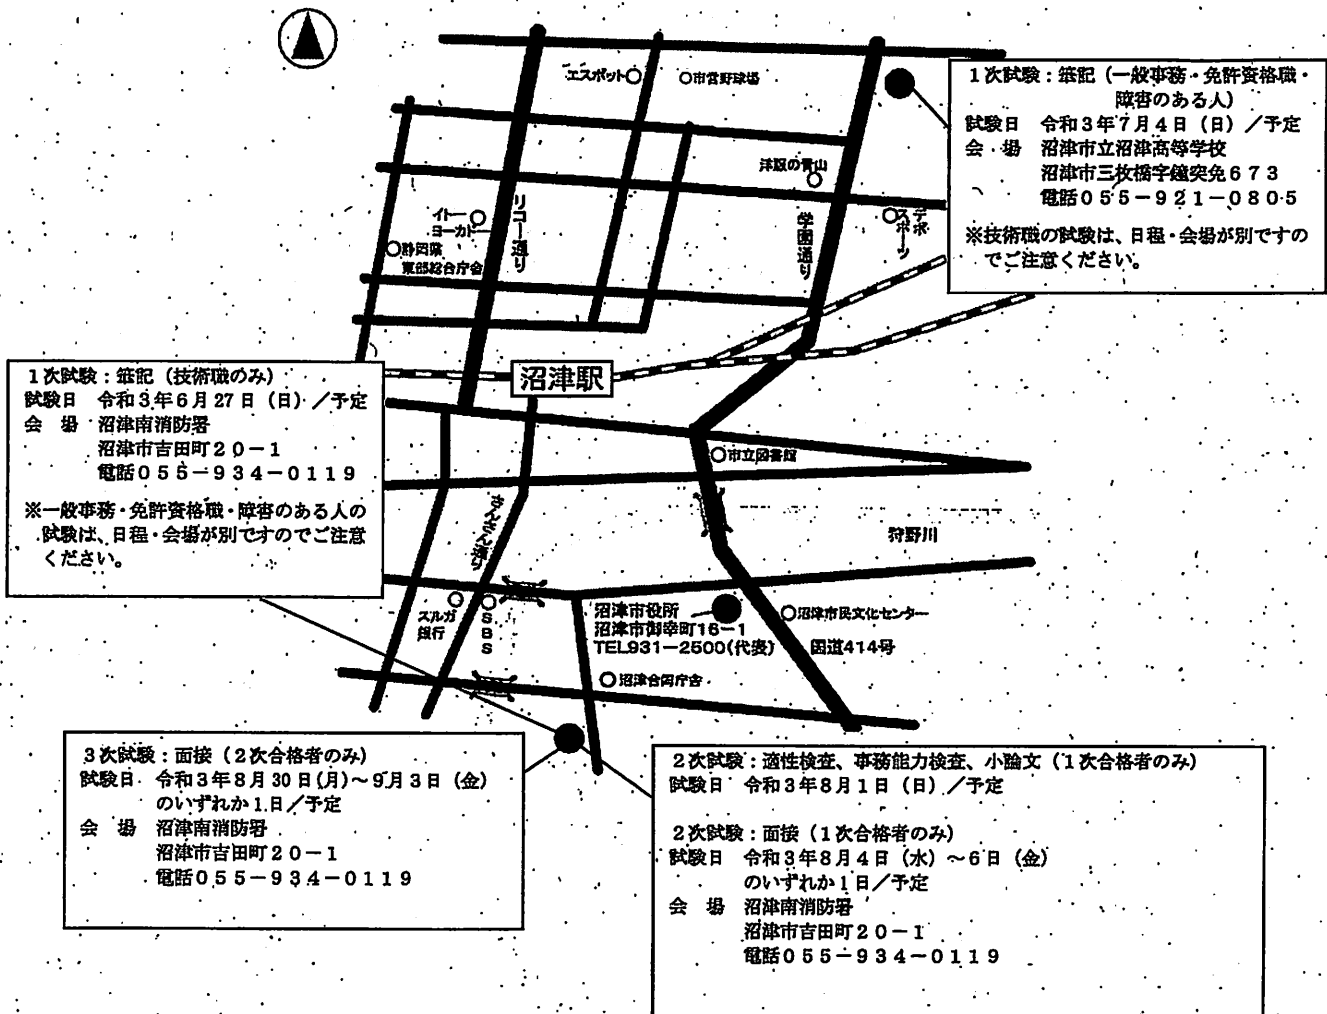 エスポット
市営野球場
1次試験：筆記（一般事務・免許資格職・
障害のある人）
試験日　令和3年7月4日（日）／予定
会　場　沼津市立沼津高等学校
沼津市三枚橋字鐘突免673
電話055－921－0805
※技術職の試験は、日程・会場が別ですの
でご注意ください。
洋服の青山
リコー通り
学園通り
イトー
ヨーカドー
スポーツ
デポ
静岡県
東部総合庁舎
沼津駅
1次試験：筆記（技術職のみ）
試験日　令和3年6月27日（日）／予定
会　場　沼津南消防署
沼津市吉田町20－1
電話055－934－0119
※一般事務・免許資格職・障害のある人の
試験は、日程・会場が別ですのでご注意
ください。
市立図書館
さんさん通り
狩野川
スルガ
銀行
SBS
沼津市役所
沼津市御幸町16－1
TEL931－2500(代表)
沼津市民文化センター
国道414号
沼津合同庁舎
3次試験：面接（2次合格者のみ）
試験日　令和3年8月30日(月)～9月3日（金）
のいずれか1日／予定
会　場　沼津南消防署
沼津市吉田町20－1
電話055－934－0119
2次試験：適性検査、事務能力検査、小論文（1次合格者のみ）
試験日　令和3年8月1日（日）／予定
2次試験：面接（1次合格者のみ）
試験日　令和3年8月4日（水）～6日（金）
のいずれか1日／予定
会　場　沼津南消防署
沼津市吉田町20－1
電話055－934－0119